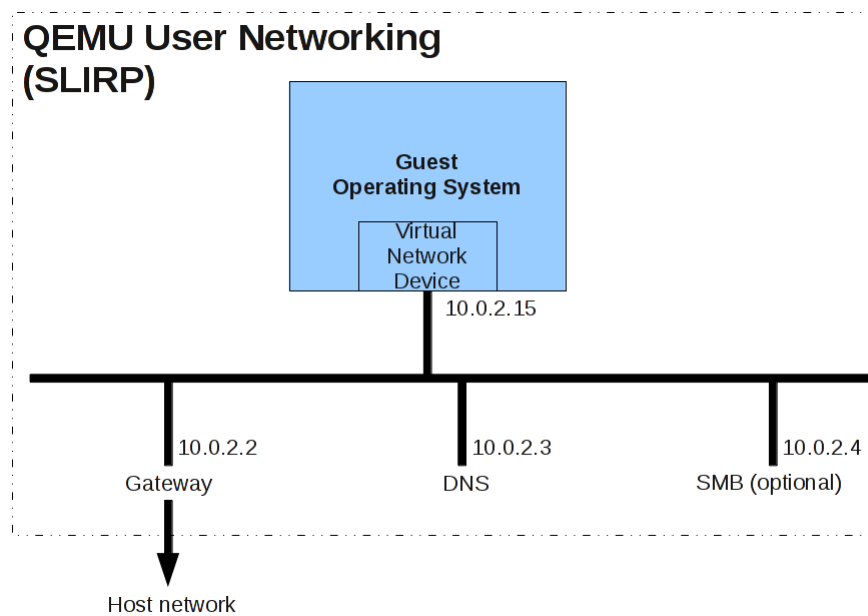 QEMU User Networking
(SLIRP)
Guest
Operating System
Virtual
Network
Device
10.0.2.15
10.0.2.2
10.0.2.3
10.0.2.4
Gateway
DNS
SMB (optional)
Host network